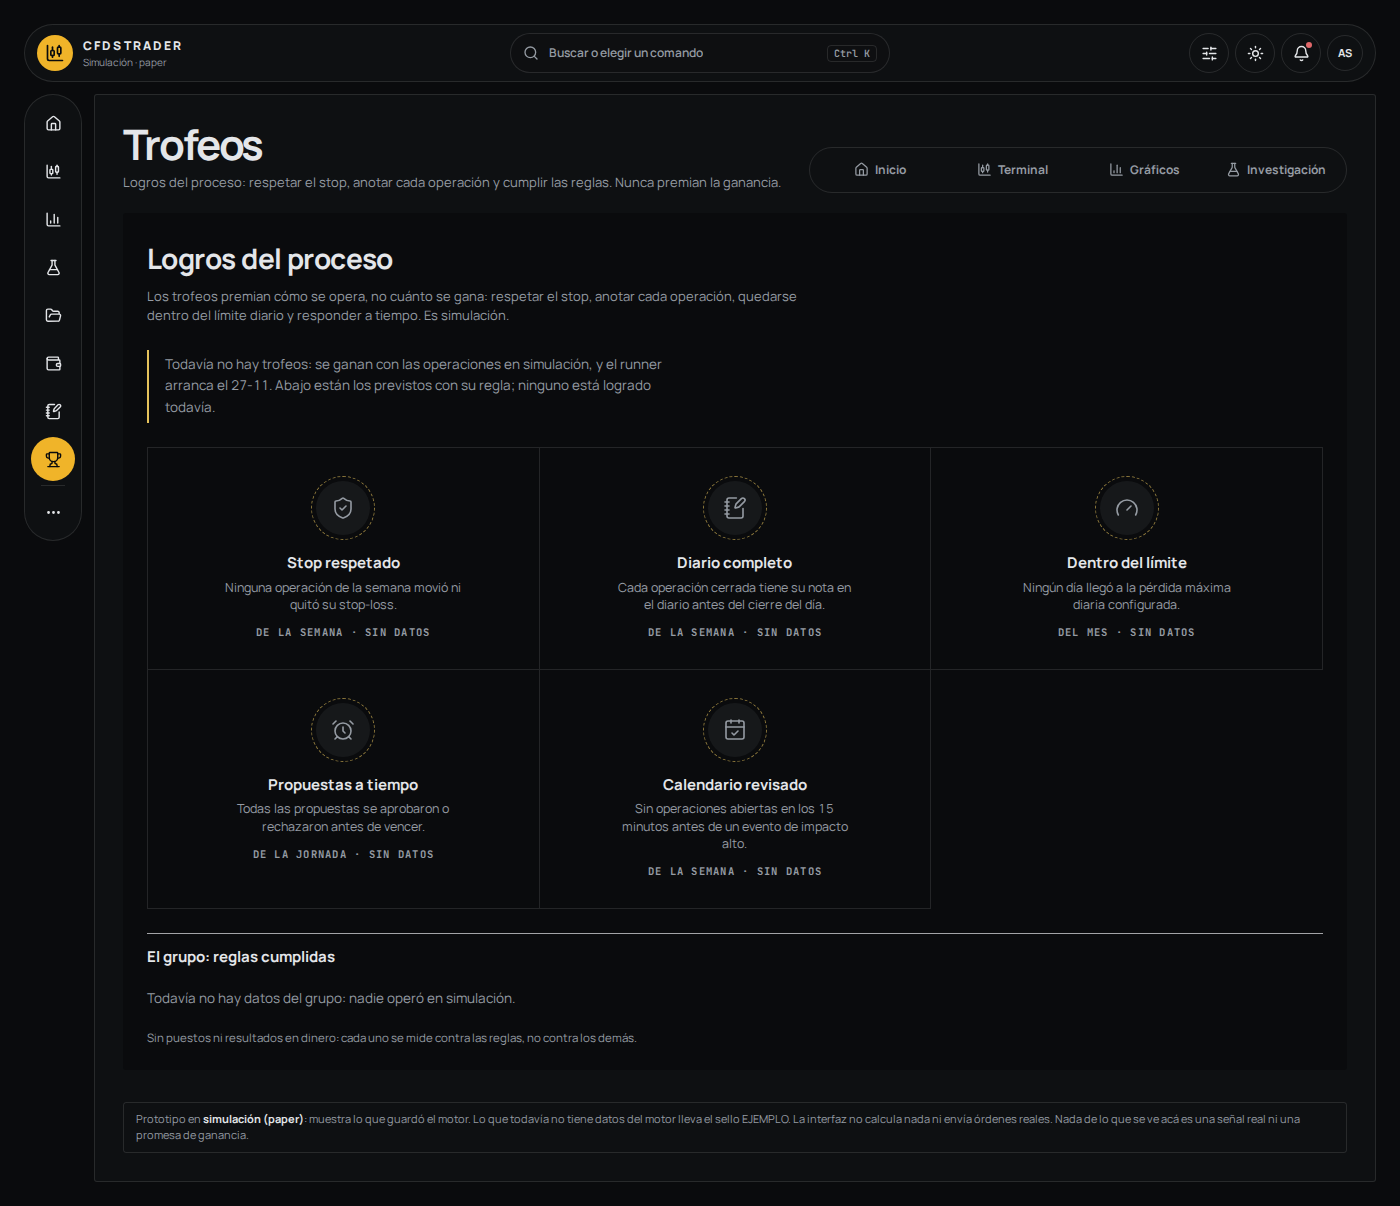 CFDSTRADER
Simulación · paper
Buscar o elegir un comando
Ctrl K
AS
Trofeos
Logros del proceso: respetar el stop, anotar cada operación y cumplir las reglas. Nunca premian la ganancia.
Inicio
Terminal
Gráficos
Investigación
Logros del proceso
Los trofeos premian cómo se opera, no cuánto se gana: respetar el stop, anotar cada operación, quedarse
dentro del límite diario y responder a tiempo. Es simulación.
Todavía no hay trofeos: se ganan con las operaciones en simulación, y el runner
arranca el 27-11. Abajo están los previstos con su regla; ninguno está logrado
todavía.
Stop respetado
Ninguna operación de la semana movió ni
quitó su stop-loss.
DE LA SEMANA · SIN DATOS
Diario completo
Cada operación cerrada tiene su nota en
el diario antes del cierre del día.
DE LA SEMANA · SIN DATOS
Dentro del límite
Ningún día llegó a la pérdida máxima
diaria configurada.
DEL MES · SIN DATOS
Propuestas a tiempo
Todas las propuestas se aprobaron o
rechazaron antes de vencer.
DE LA JORNADA · SIN DATOS
Calendario revisado
Sin operaciones abiertas en los 15
minutos antes de un evento de impacto
alto.
DE LA SEMANA · SIN DATOS
El grupo: reglas cumplidas
Todavía no hay datos del grupo: nadie operó en simulación.
Sin puestos ni resultados en dinero: cada uno se mide contra las reglas, no contra los demás.
Prototipo en simulación (paper): muestra lo que guardó el motor. Lo que todavía no tiene datos del motor lleva el sello EJEMPLO. La interfaz no calcula nada ni envía órdenes reales. Nada de lo que se ve acá es una señal real ni una
promesa de ganancia.